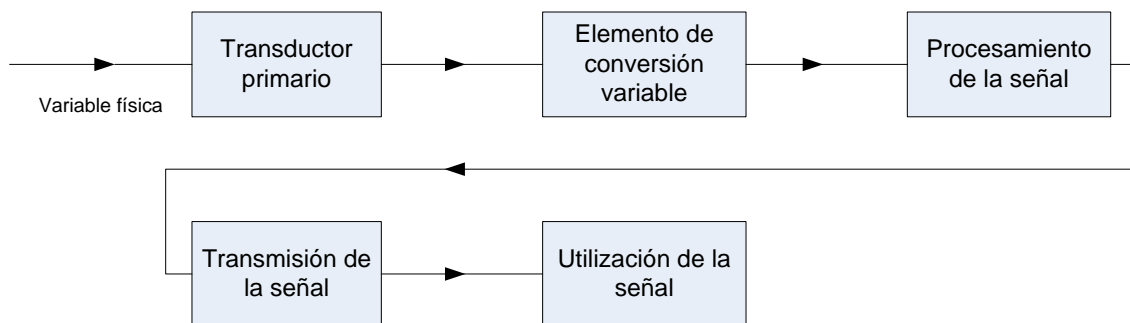 Transductor
primario
Elemento de
conversión
variable
Procesamiento
de la señal
Variable física
Transmisión de
la señal
Utilización de la
señal